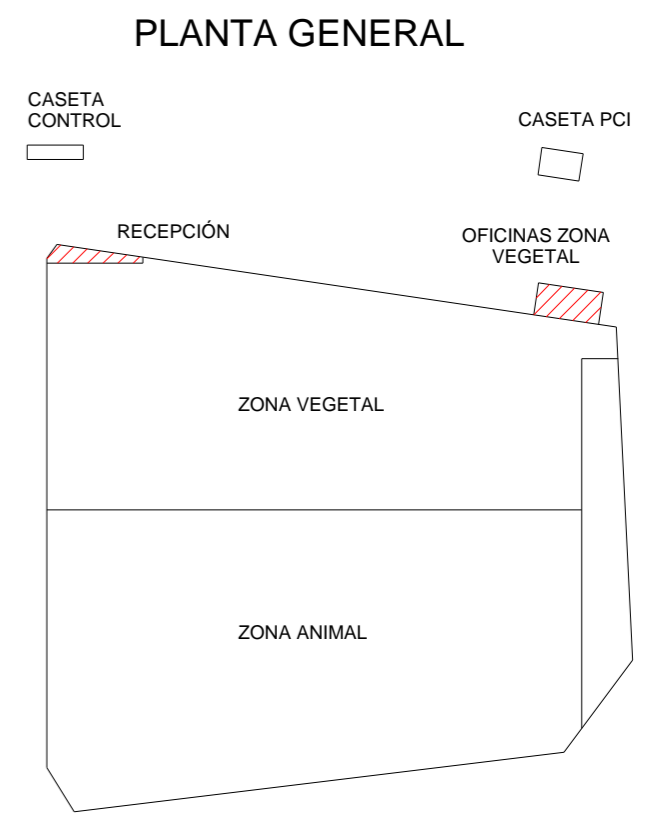 PLANTA GENERAL
CASETA
CONTROL
CASETA PCI
RECEPCIÓN
OFICINAS ZONA
VEGETAL
ZONA VEGETAL
ZONA ANIMAL